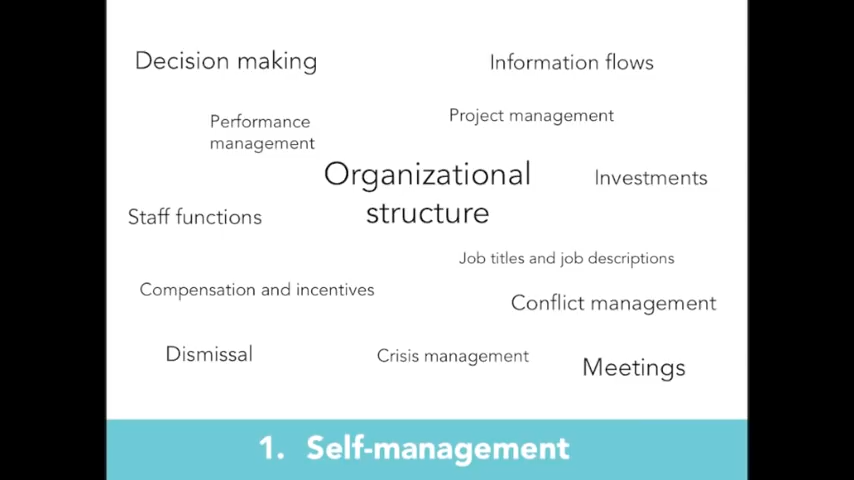 Decision making
Information flows
Performance
management
Project management
Organizational
structure
Investments
Staff functions
Job titles and job descriptions
Compensation and incentives
Conflict management
Dismissal
Crisis management
Meetings
1. Self-management